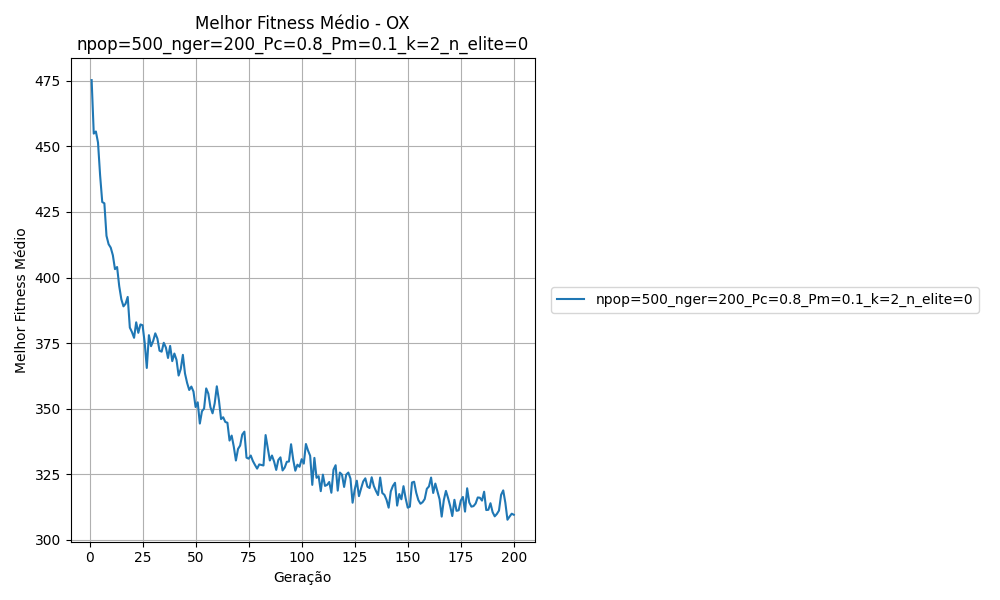 Melhor Fitness Médio - OX
npop=500_nger=200_Pc=0.8_Pm=0.1_k=2_n_elite=0
475
450
425
400
375
350
325
300
Melhor Fitness Médio
0 25 50 75 100 125 150 175 200
Geração
npop=500_nger=200_Pc=0.8_Pm=0.1_k=2_n_elite=0